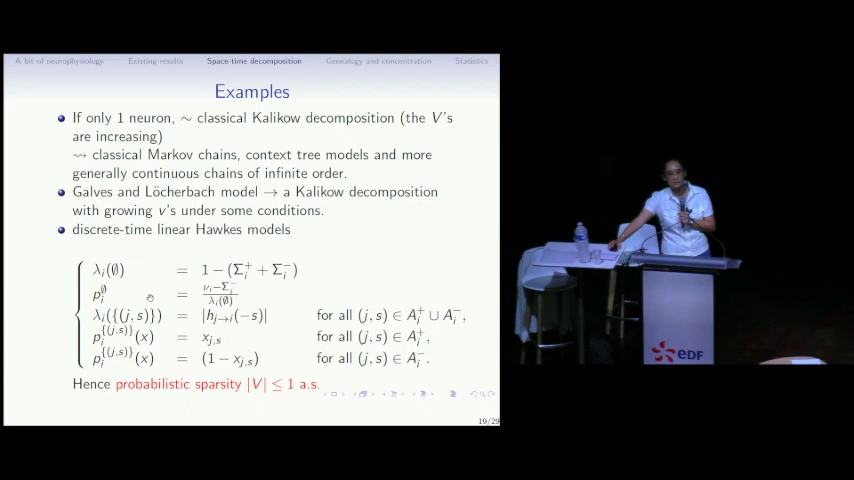 A bit of neurophysiology Existing results Space-time decomposition Genealogy and concentration Statistics
Examples
If only 1 neuron, ∼ classical Kalikow decomposition (the V's
are increasing)
⇝ classical Markov chains, context tree models and more
generally continuous chains of infinite order.
Galves and Löcherbach model → a Kalikow decomposition
with growing v's under some conditions.
discrete-time linear Hawkes models
λ_i(∅) = 1 − (Σ_i^+ + Σ_i^−)
p_i^∅ = (ν_i − Σ_i^−) / λ_i(∅)
λ_i({(j, s)}) = |h_{j→i}(−s)| for all (j, s) ∈ A_i^+ ∪ A_i^−,
p_i^{{(j,s)}}(x) = x_{j,s} for all (j, s) ∈ A_i^+,
p_i^{{(j,s)}}(x) = (1 − x_{j,s}) for all (j, s) ∈ A_i^−.
Hence probabilistic sparsity |V| ≤ 1 a.s.
19/29
eDF